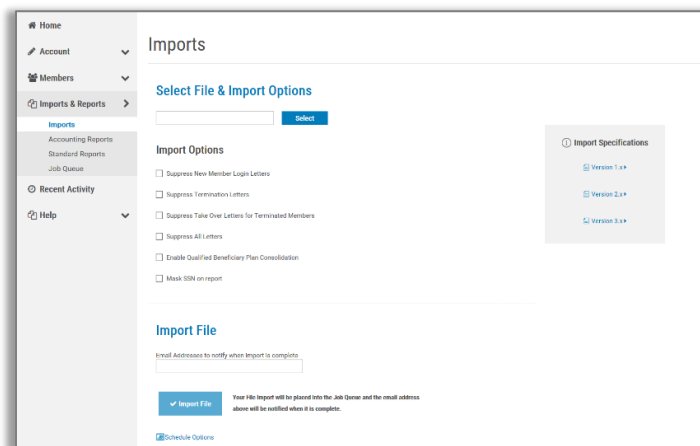 Home
Account
Members
Imports & Reports
Imports
Accounting Reports
Standard Reports
Job Queue
Recent Activity
Help
Imports
Select File & Import Options
Select
Import Options
Suppress New Member Login Letters
Suppress Termination Letters
Suppress Take Over Letters for Terminated Members
Suppress All Letters
Enable Qualified Beneficiary Plan Consolidation
Mask SSN on report
Import Specifications
Version 1.x
Version 2.x
Version 3.x
Import File
Email Addresses to notify when Import is complete
Import File
Your File Import will be placed into the Job Queue and the email address
above will be notified when it is complete.
Schedule Options